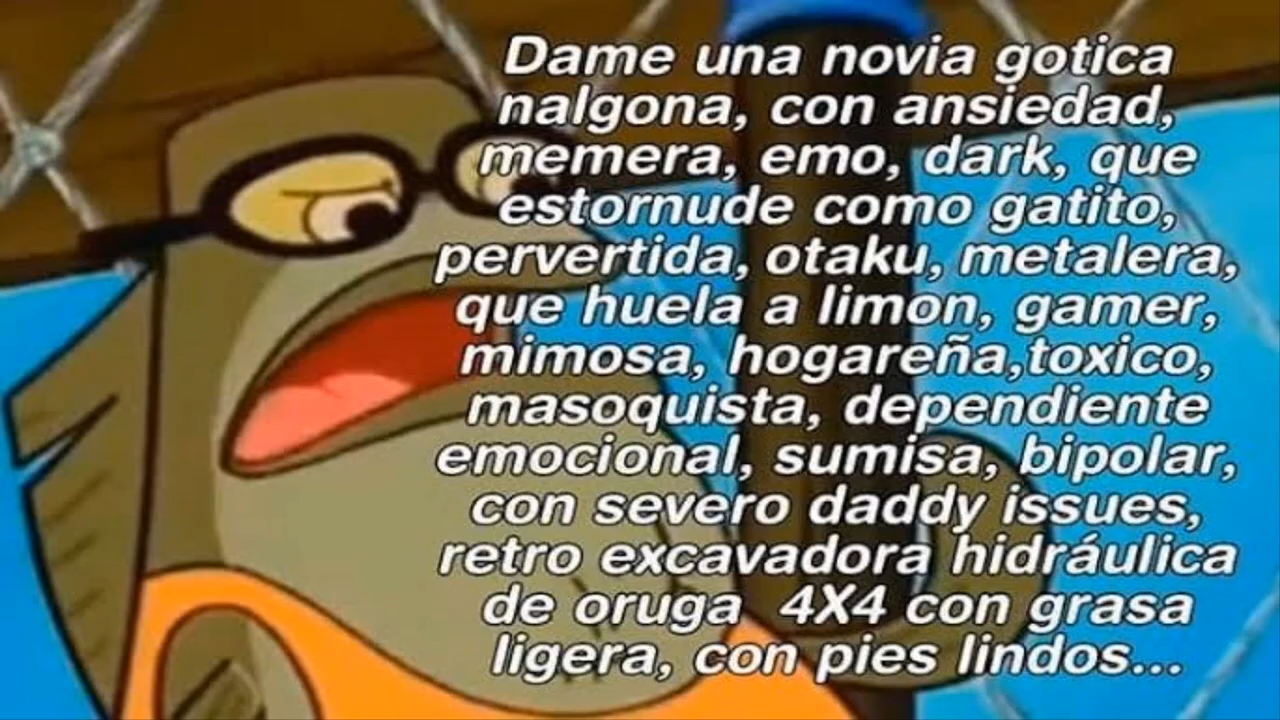 Dame una novia gotica
nalgona, con ansiedad,
memera, emo, dark, que
estornude como gatito,
pervertida, otaku, metalera,
que huela a limon, gamer,
mimosa, hogareña,toxico,
masoquista, dependiente
emocional, sumisa, bipolar,
con severo daddy issues,
retro excavadora hidráulica
de oruga 4X4 con grasa
ligera, con pies lindos...